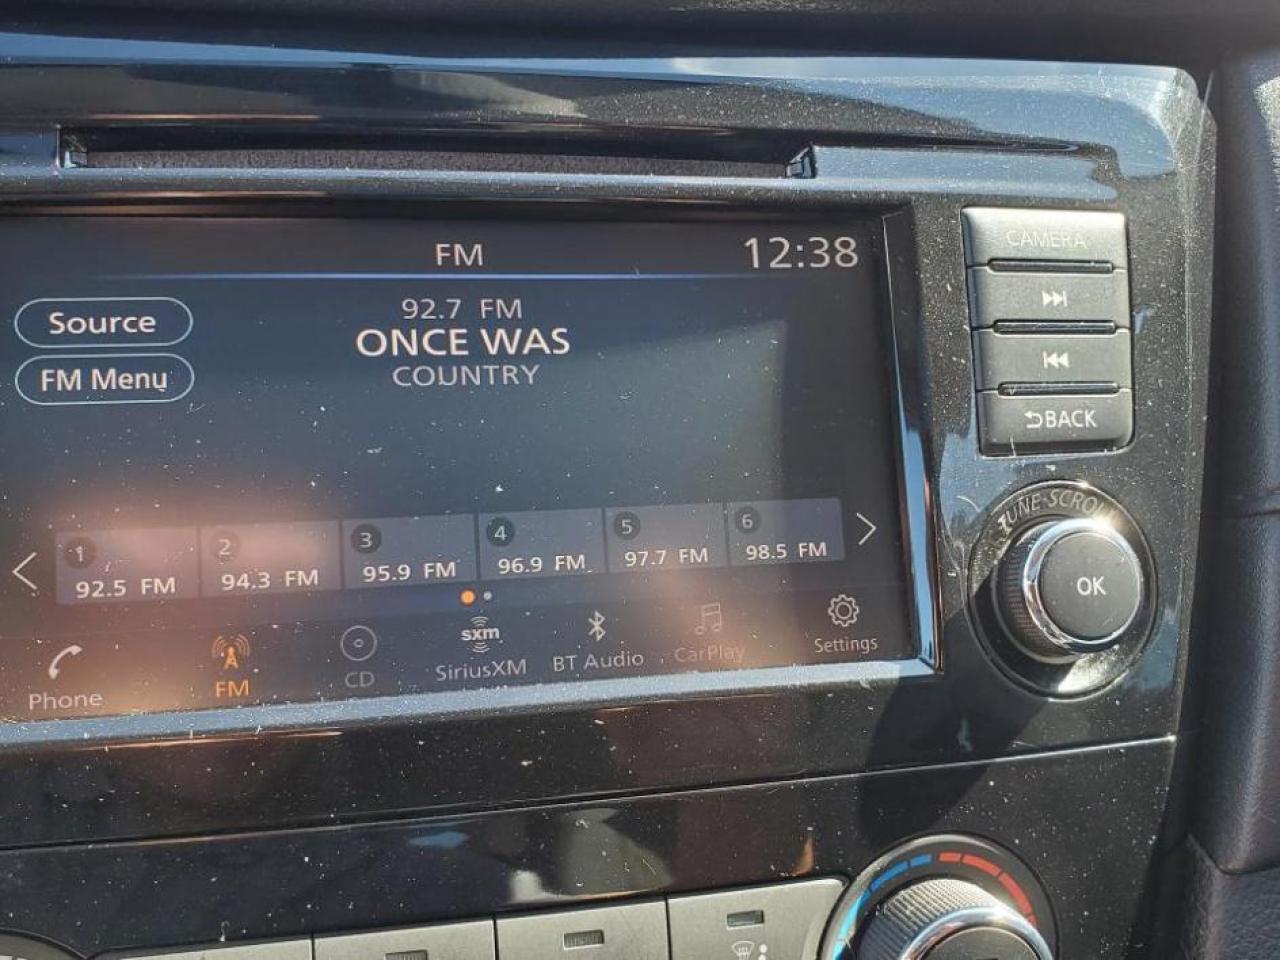 FM
12:38
Source
92.7 FM
ONCE WAS
FM Menu
COUNTRY
1
92.5 FM
2
94.3 FM
3
95.9 FM
4
96.9 FM
5
97.7 FM
6
98.5 FM
Phone
FM
CD
sxm
SiriusXM
BT Audio
CarPlay
Settings
CAMERA
BACK
TUNE·SCROLL
OK